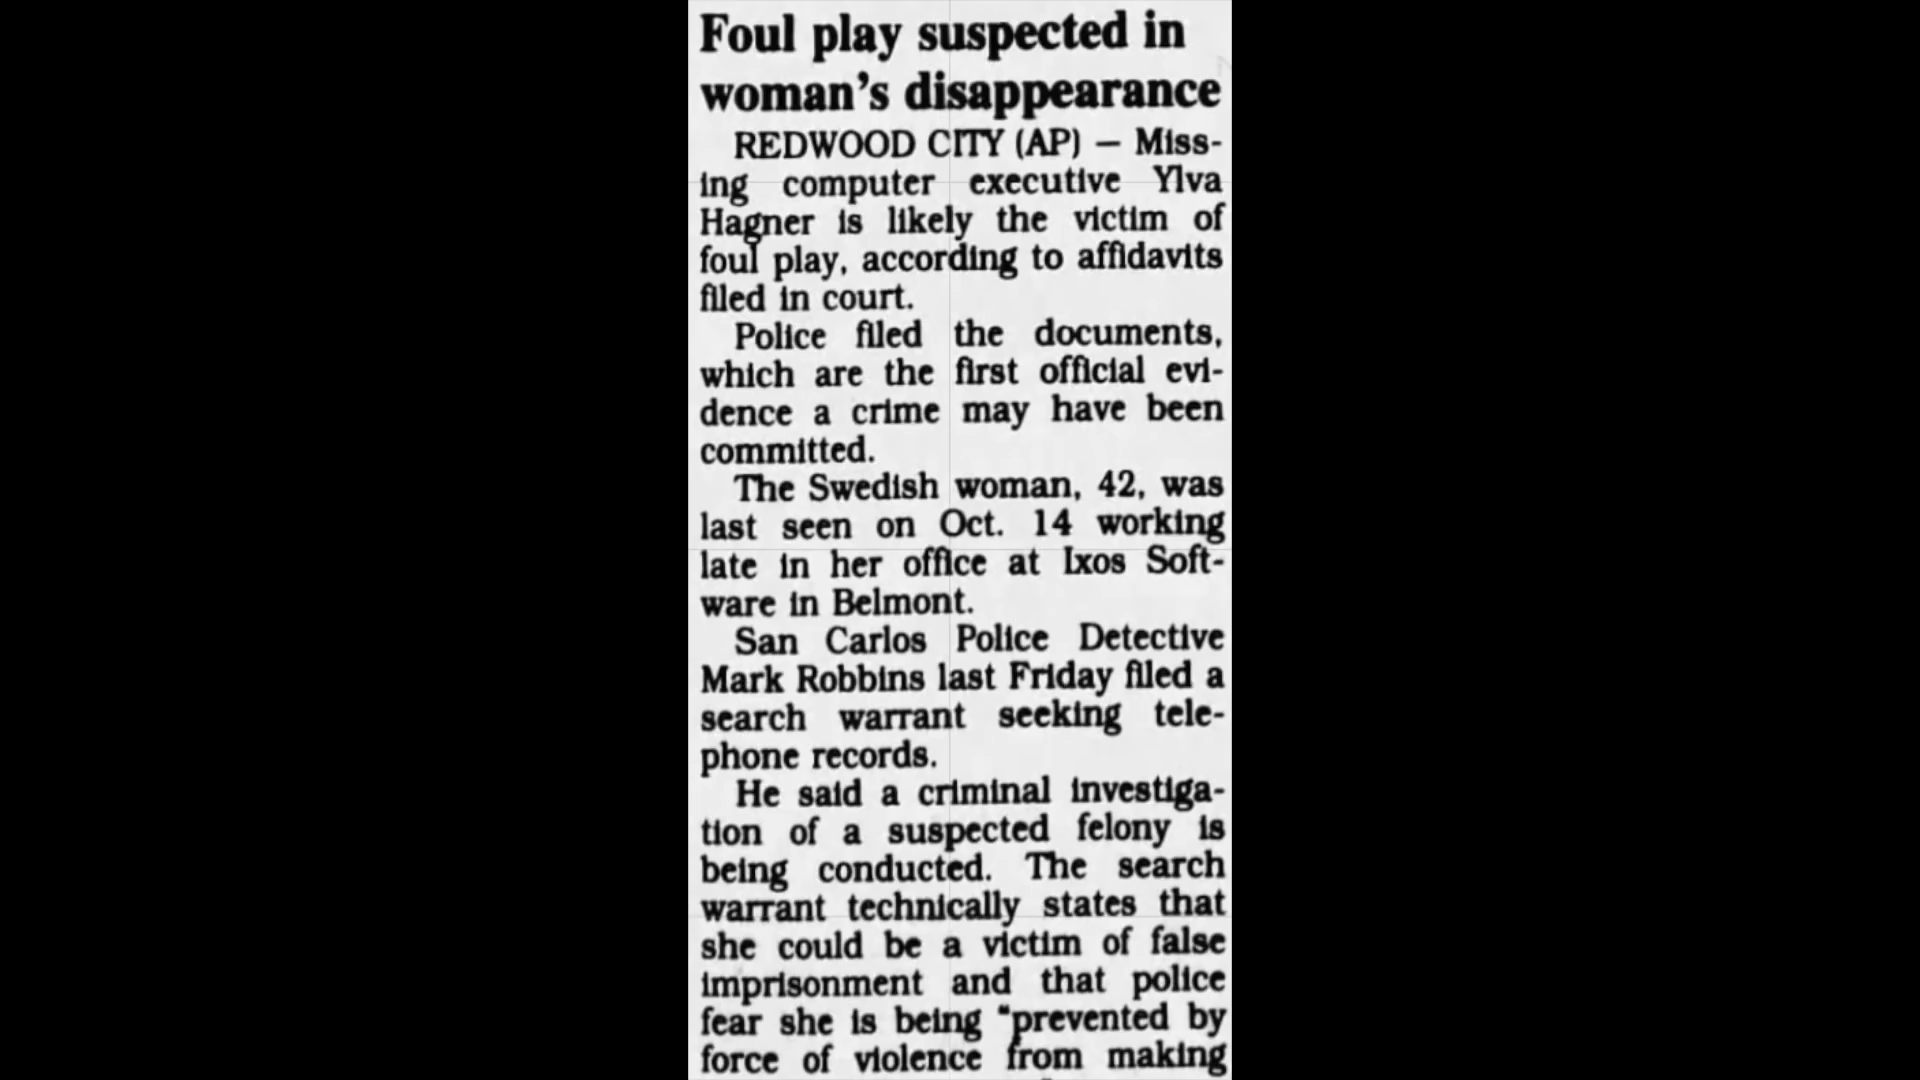 Foul play suspected in
woman's disappearance
REDWOOD CITY (AP) — Miss-
ing computer executive Ylva
Hagner is likely the victim of
foul play, according to affidavits
filed in court.
Police filed the documents,
which are the first official evi-
dence a crime may have been
committed.
The Swedish woman, 42, was
last seen on Oct. 14 working
late in her office at Ixos Soft-
ware in Belmont.
San Carlos Police Detective
Mark Robbins last Friday filed a
search warrant seeking tele-
phone records.
He said a criminal investiga-
tion of a suspected felony is
being conducted. The search
warrant technically states that
she could be a victim of false
imprisonment and that police
fear she is being “prevented by
force of violence from making